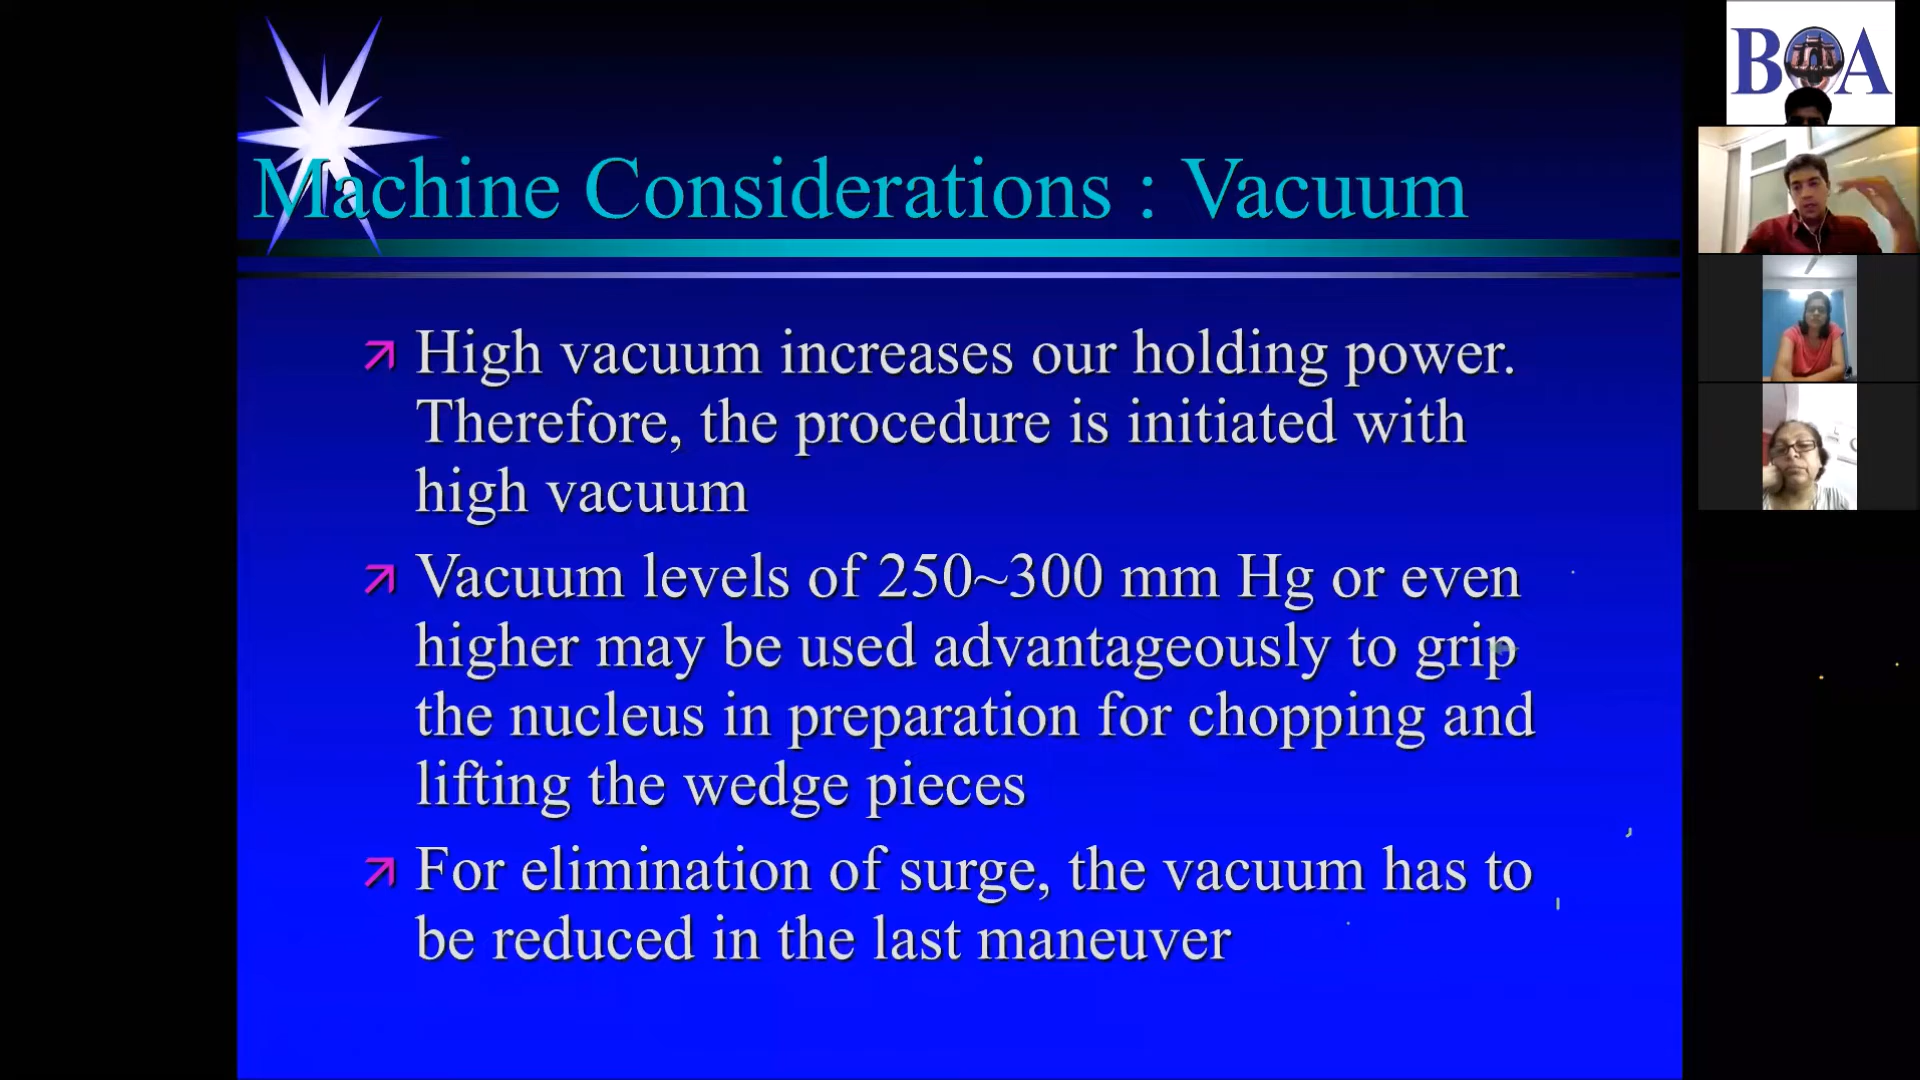 BOA
Machine Considerations : Vacuum
High vacuum increases our holding power.
Therefore, the procedure is initiated with
high vacuum
Vacuum levels of 250~300 mm Hg or even
higher may be used advantageously to grip
the nucleus in preparation for chopping and
lifting the wedge pieces
For elimination of surge, the vacuum has to
be reduced in the last maneuver